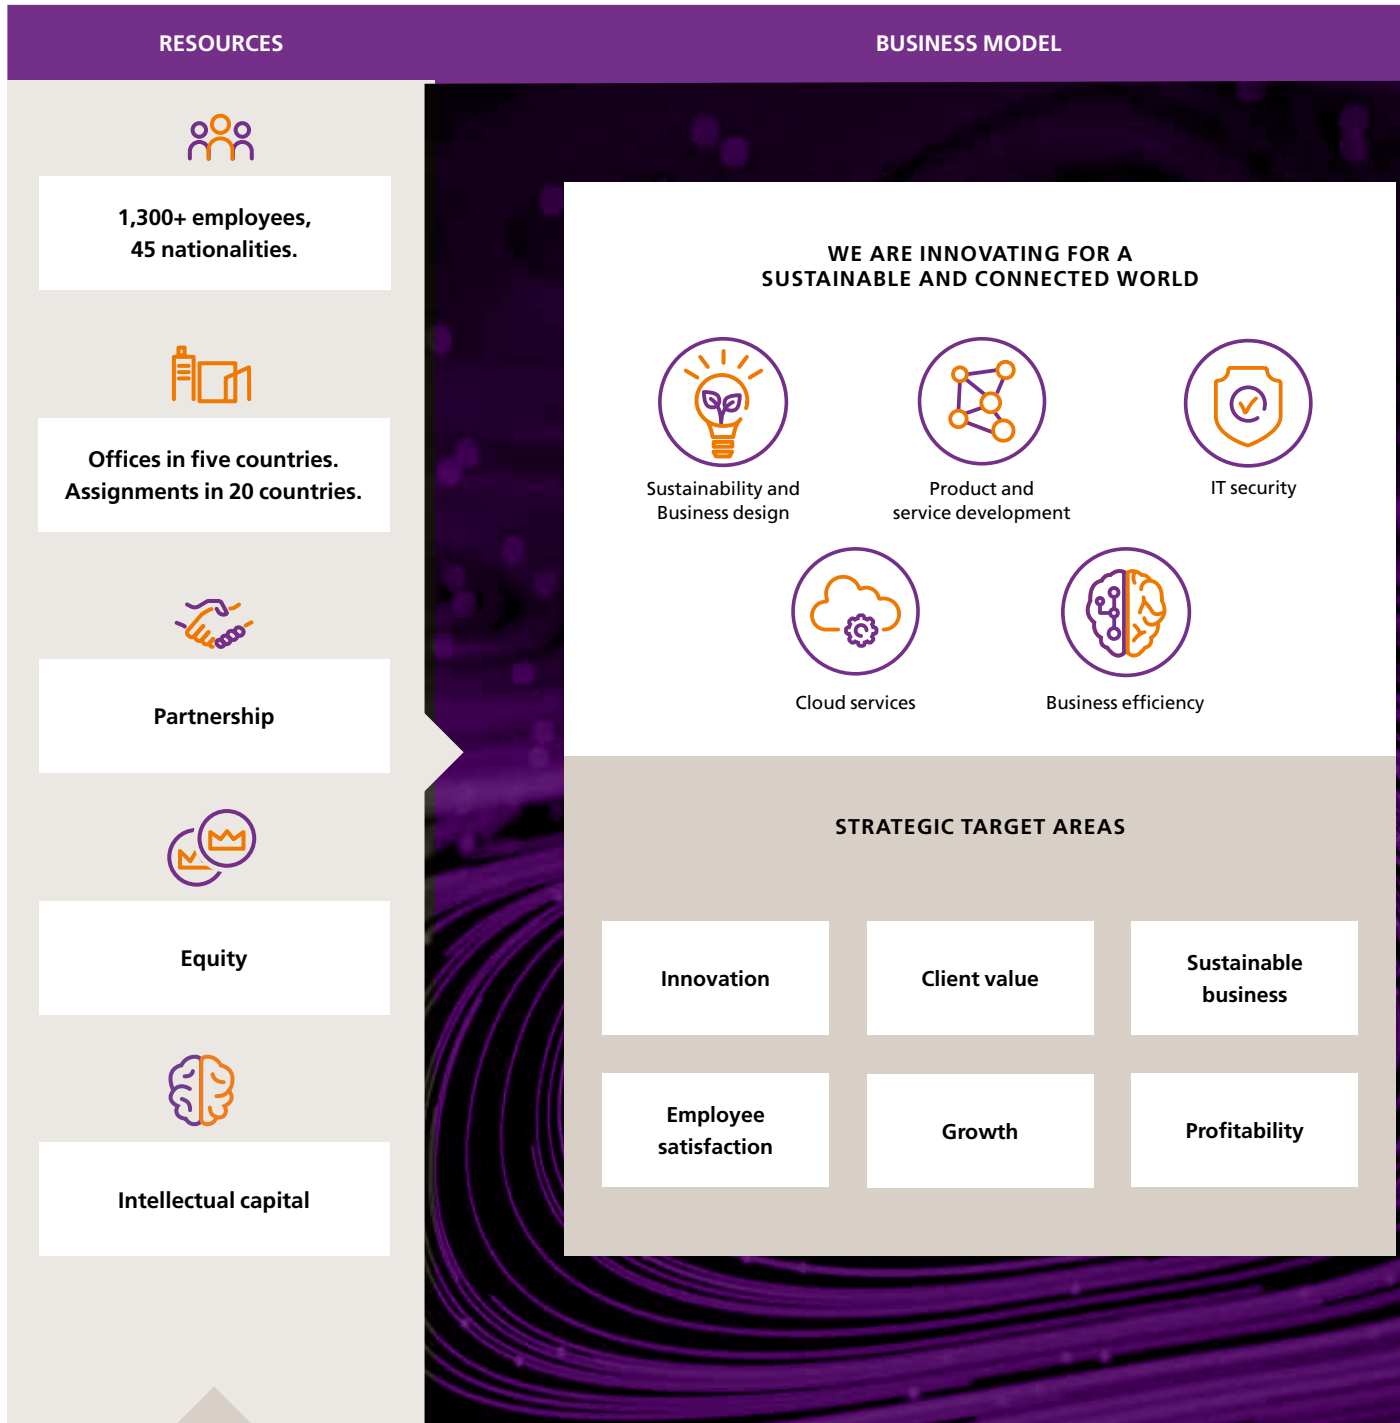 RESOURCES
BUSINESS MODEL
1,300+ employees,
45 nationalities.
Offices in five countries.
Assignments in 20 countries.
Partnership
Equity
Intellectual capital
WE ARE INNOVATING FOR A
SUSTAINABLE AND CONNECTED WORLD
Sustainability and
Business design
Product and
service development
IT security
Cloud services
Business efficiency
STRATEGIC TARGET AREAS
Innovation
Client value
Sustainable
business
Employee
satisfaction
Growth
Profitability